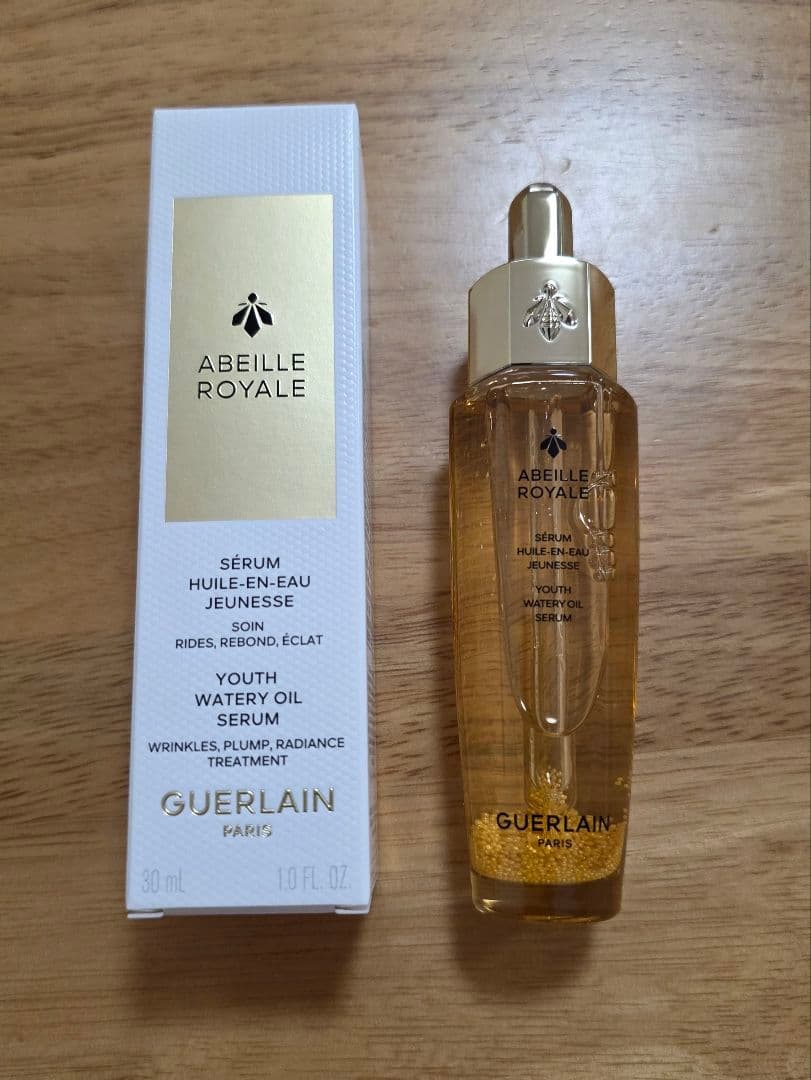 ABEILLE
ROYALE
SÉRUM
HUILE-EN-EAU
JEUNESSE
SOIN
RIDES, REBOND, ÉCLAT
YOUTH
WATERY OIL
SERUM
WRINKLES, PLUMP, RADIANCE
TREATMENT
GUERLAIN
PARIS
30 mL 1.0 FL. OZ.
ABEILLE
ROYALE
SÉRUM
HUILE-EN-EAU
JEUNESSE
YOUTH
WATERY OIL
SERUM
GUERLAIN
PARIS